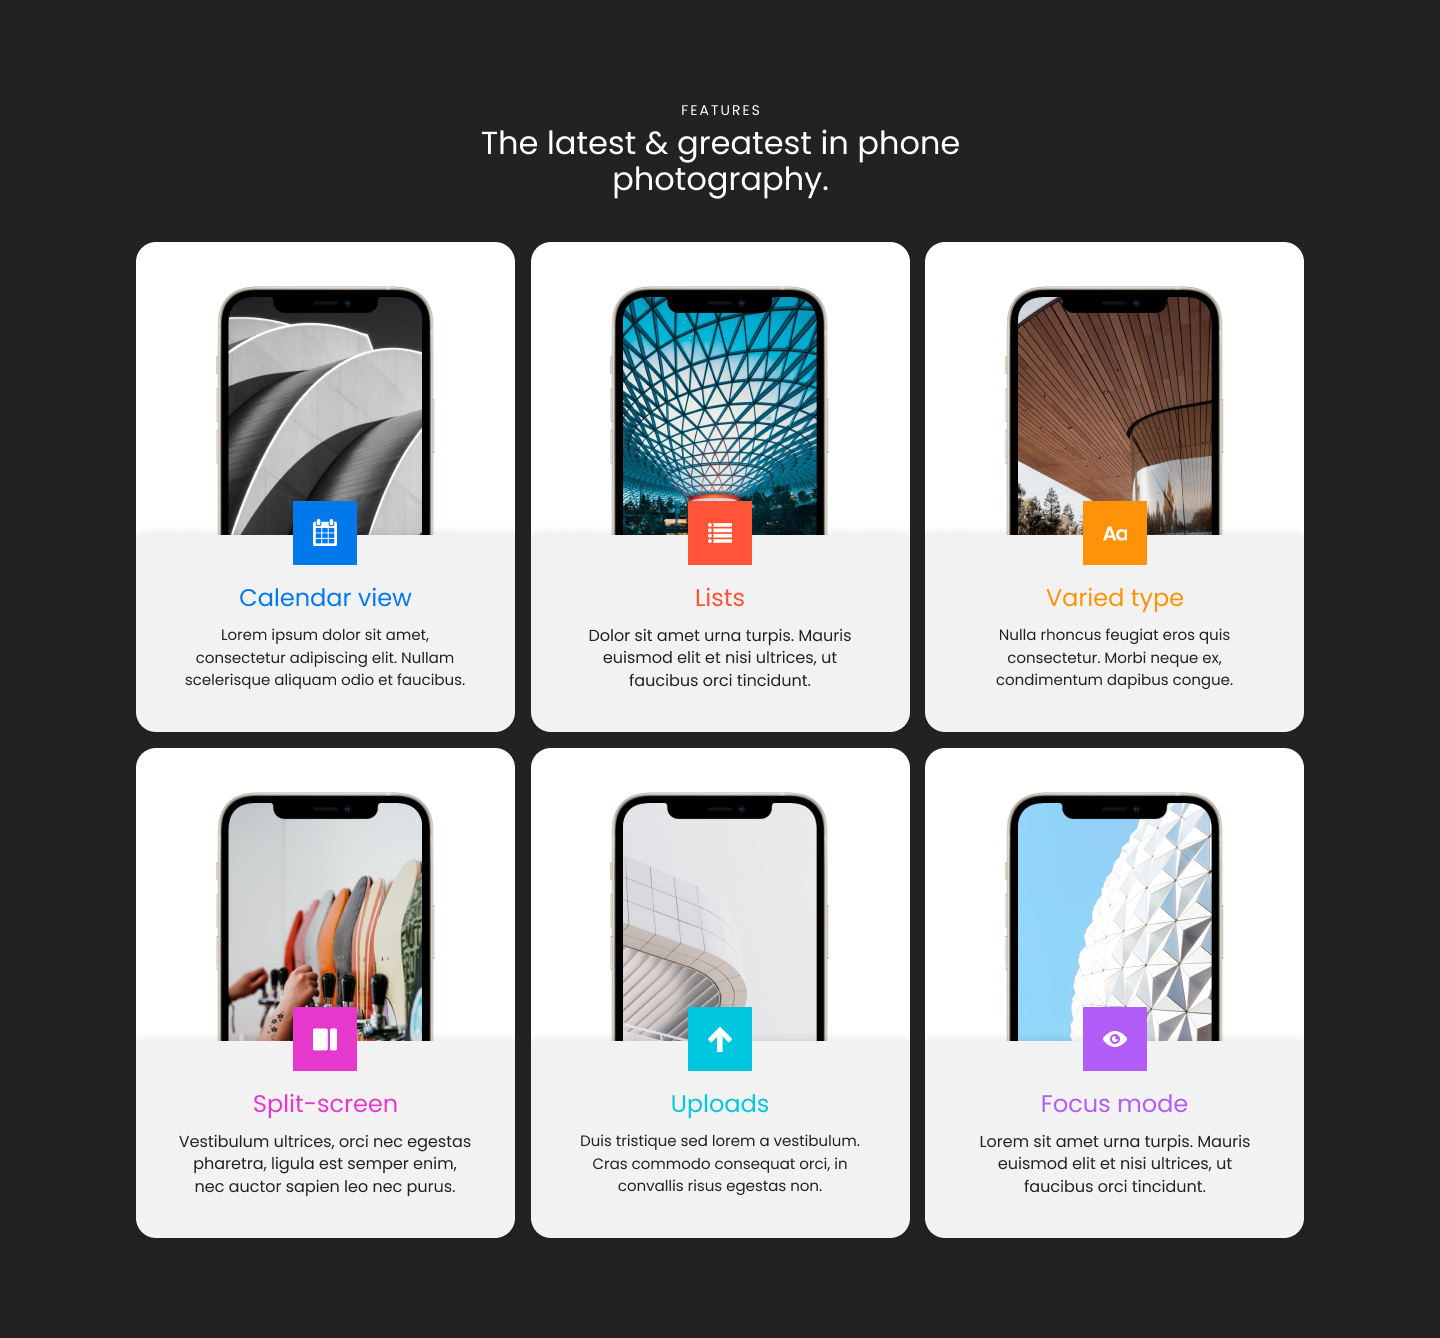 FEATURES
The latest & greatest in phone
photography.
Aa
Calendar view
Lorem ipsum dolor sit amet,
consectetur adipiscing elit. Nullam
scelerisque aliquam odio et faucibus.
Lists
Dolor sit amet urna turpis. Mauris
euismod elit et nisi ultrices, ut
faucibus orci tincidunt.
Varied type
Nulla rhoncus feugiat eros quis
consectetur. Morbi neque ex,
condimentum dapibus congue.
Split-screen
Vestibulum ultrices, orci nec egestas
pharetra, ligula est semper enim,
nec auctor sapien leo nec purus.
Uploads
Duis tristique sed lorem a vestibulum.
Cras commodo consequat orci, in
convallis risus egestas non.
Focus mode
Lorem sit amet urna turpis. Mauris
euismod elit et nisi ultrices, ut
faucibus orci tincidunt.